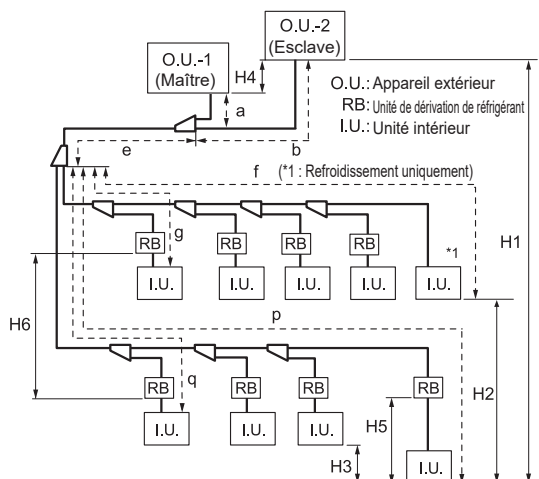 O.U.-2
(Esclave)
O.U.-1
(Maître)
H4
a
O.U.: Appareil extérieur
RB: Unité de dérivation de réfrigérant
I.U.: Unité intérieur
e
b
f
(*1 : Refroidissement uniquement)
H1
g
RB
RB
RB
RB
*1
I.U.
I.U.
I.U.
I.U.
I.U.
H6
p
H2
q
RB
RB
RB
RB
H5
I.U.
I.U.
I.U.
H3
I.U.